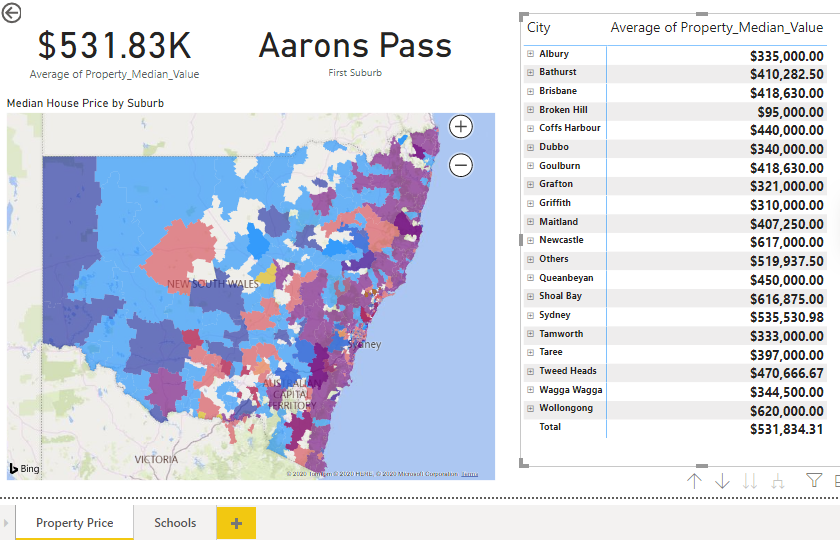 $531.83K
Average of Property_Median_Value
Aarons Pass
First Suburb
Median House Price by Suburb
NEW SOUTH WALES
Sydney
AUSTRALIAN
CAPITAL
TERRITORY
VICTORIA
Bing
© 2020 TomTom © 2020 HERE, © 2020 Microsoft Corporation Terms
City Average of Property_Median_Value
Albury $335,000.00
Bathurst $410,282.50
Brisbane $418,630.00
Broken Hill $95,000.00
Coffs Harbour $440,000.00
Dubbo $340,000.00
Goulburn $418,630.00
Grafton $321,000.00
Griffith $310,000.00
Maitland $407,250.00
Newcastle $617,000.00
Others $519,937.50
Queanbeyan $450,000.00
Shoal Bay $616,875.00
Sydney $535,530.98
Tamworth $333,000.00
Taree $397,000.00
Tweed Heads $470,666.67
Wagga Wagga $344,500.00
Wollongong $620,000.00
Total $531,834.31
Property Price
Schools